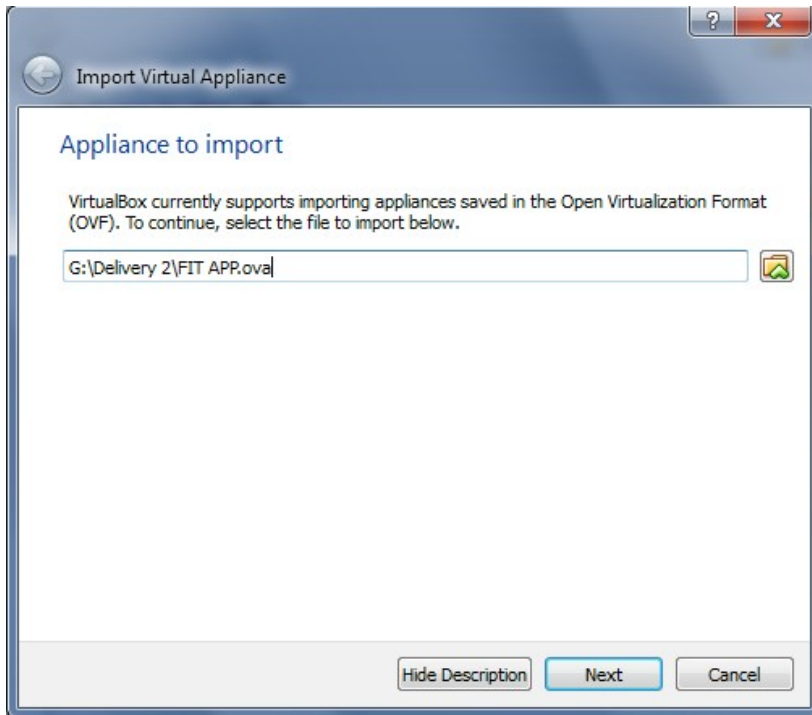 ?
X
Import Virtual Appliance
Appliance to import
VirtualBox currently supports importing appliances saved in the Open Virtualization Format
(OVF). To continue, select the file to import below.
G:\Delivery 2\FIT APP.ova
Hide Description Next Cancel